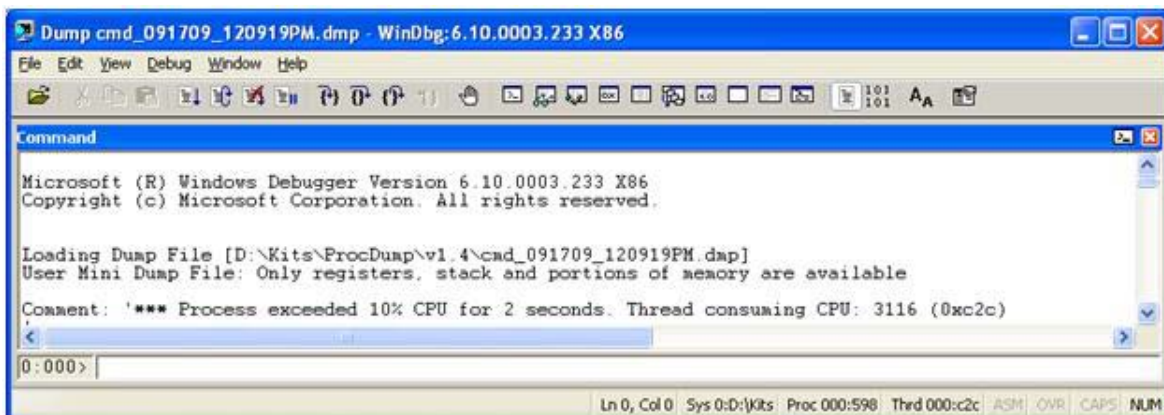 Dump cmd_091709_120919PM.dmp - WinDbg:6.10.0003.233 X86
File Edit View Debug Window Help
Command
Microsoft (R) Windows Debugger Version 6.10.0003.233 X86
Copyright (c) Microsoft Corporation. All rights reserved.
Loading Dump File [D:\Kits\ProcDump\v1.4\cmd_091709_120919PM.dmp]
User Mini Dump File: Only registers, stack and portions of memory are available
Comment: '*** Process exceeded 10% CPU for 2 seconds. Thread consuming CPU: 3116 (0xc2c)
'
0:000>
Ln 0, Col 0 Sys 0:D:\Kits Proc 000:598 Thrd 000:c2c ASM OVR CAPS NUM